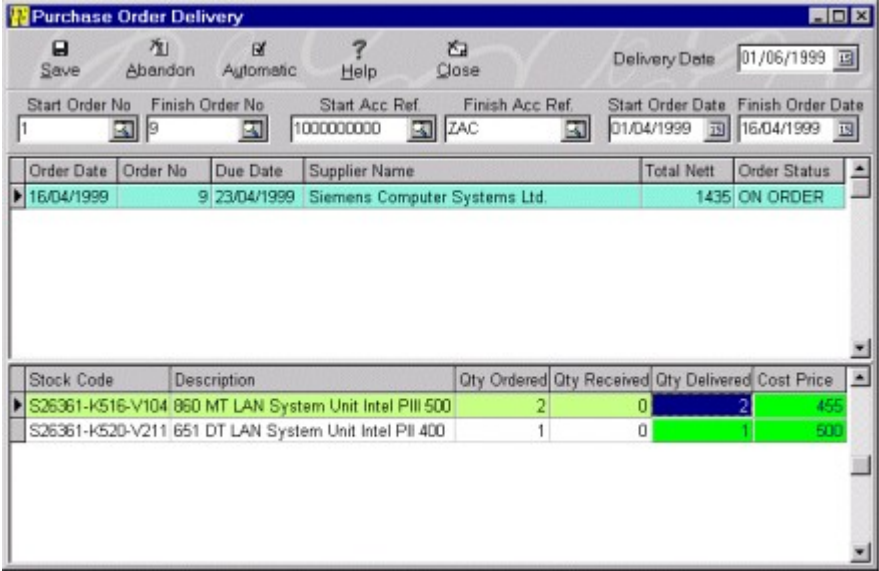 Purchase Order Delivery
Save Abandon Automatic Help Close Delivery Date 01/06/1999
Start Order No Finish Order No Start Acc Ref. Finish Acc Ref. Start Order Date Finish Order Date
1 9 1000000000 ZAC 01/04/1999 16/04/1999
Order Date Order No Due Date Supplier Name Total Nett Order Status
16/04/1999 9 23/04/1999 Siemens Computer Systems Ltd. 1435 ON ORDER
Stock Code Description Qty Ordered Qty Received Qty Delivered Cost Price
S26361-K516-V104 860 MT LAN System Unit Intel PIII 500 2 0 2 455
S26361-K520-V211 651 DT LAN System Unit Intel PII 400 1 0 1 500